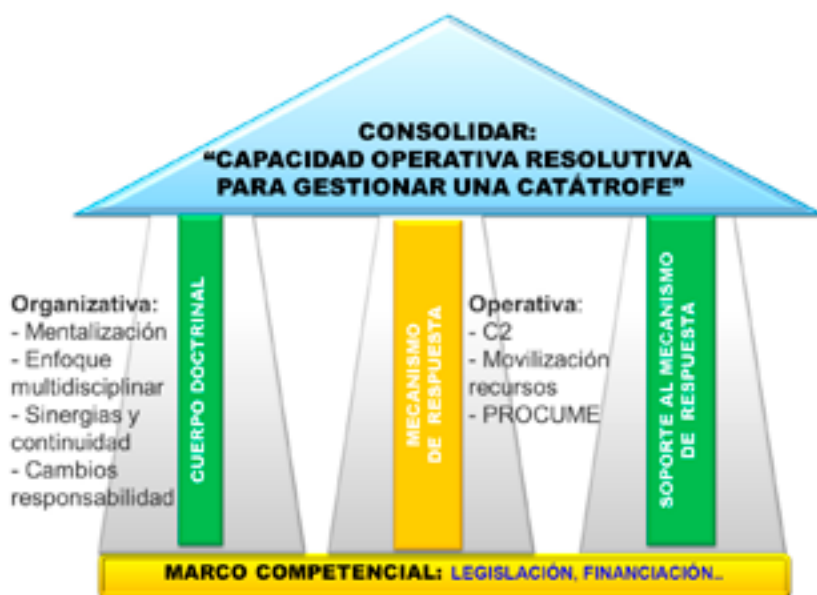 CONSOLIDAR:
“CAPACIDAD OPERATIVA RESOLUTIVA
PARA GESTIONAR UNA CATÁTROFE”
Organizativa:
- Mentalización
- Enfoque
multidisciplinar
- Sinergias y
continuidad
- Cambios
responsabilidad
CUERPO DOCTRINAL
MECANISMO
DE RESPUESTA
Operativa:
- C2
- Movilización
recursos
- PROCUME
SOPORTE AL MECANISMO
DE RESPUESTA
MARCO COMPETENCIAL: LEGISLACIÓN, FINANCIACIÓN..